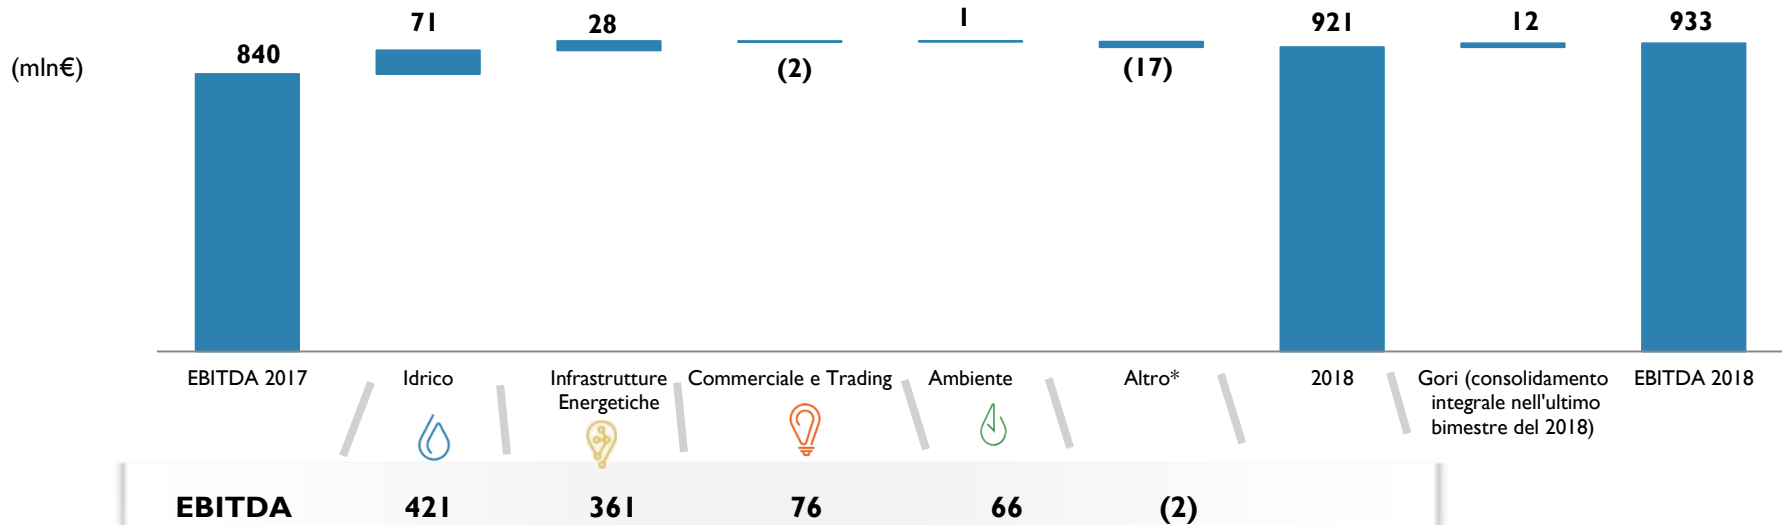 71
28
1
921
12
933
840
(mln€)
(2)
(17)
EBITDA 2017
Idrico
Infrastrutture
Energetiche
Commerciale e Trading
Ambiente
Altro*
2018
Gori (consolidamento
integrale nell'ultimo
bimestre del 2018)
EBITDA 2018
EBITDA
421
361
76
66
(2)